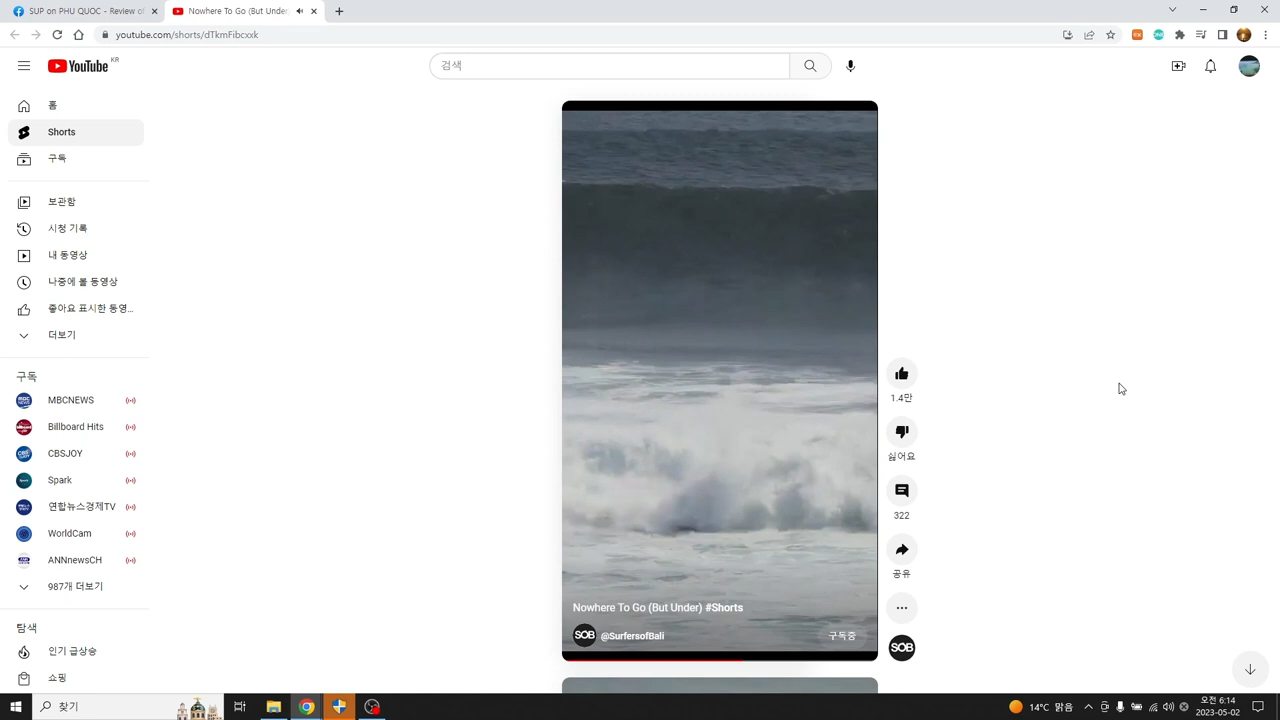 SUP on PHU QUOC - Review of
Nowhere To Go (But Under)
youtube.com/shorts/dTkmFibcxxk
YouTube KR
검색
홈
Shorts
구독
보관함
시청 기록
내 동영상
나중에 볼 동영상
좋아요 표시한 동영...
더보기
구독
MBCNEWS
Billboard Hits
CBSJOY
Spark
연합뉴스경제TV
WorldCam
ANNnewsCH
987개 더보기
탐색
인기 급상승
쇼핑
1.4만
싫어요
322
공유
SOB
Nowhere To Go (But Under) #Shorts
SOB @SurfersofBali
구독중
찾기
14°C 맑음
오전 6:14
2023-05-02